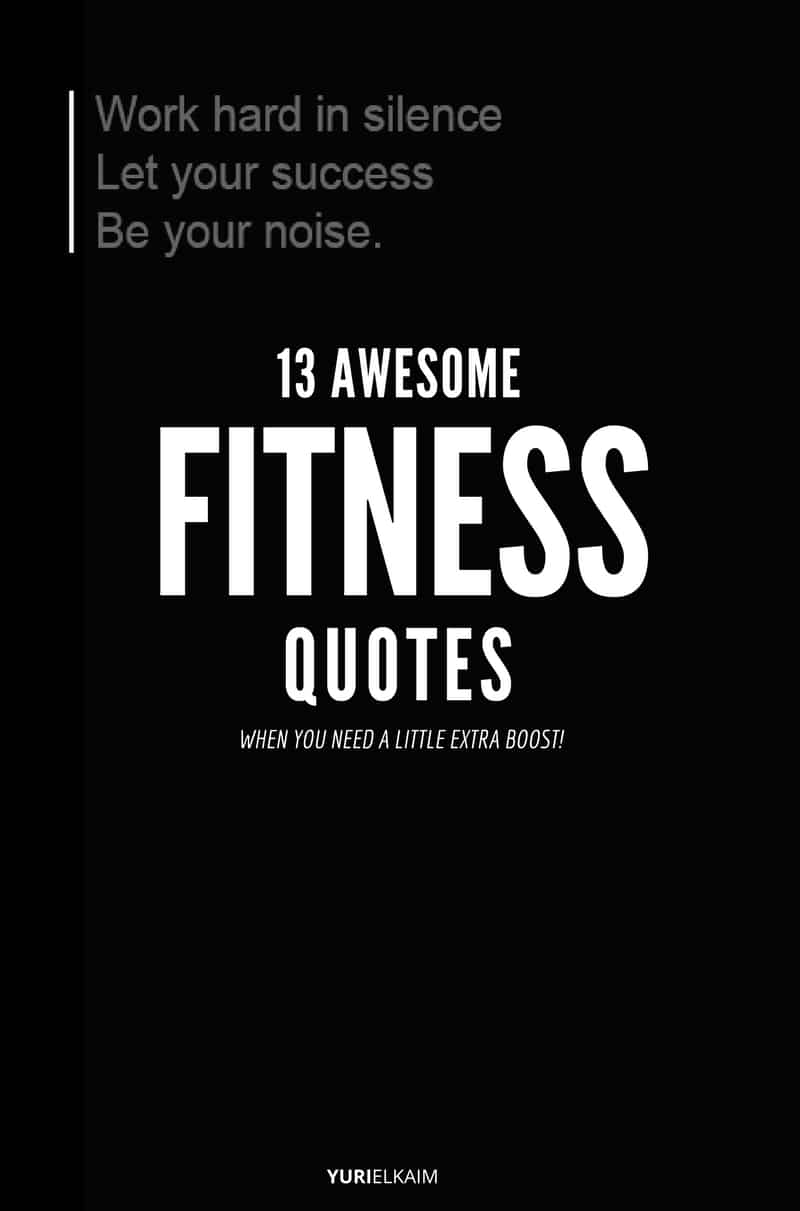 Work hard in silence
Let your success
Be your noise.
13 AWESOME
FITNESS
QUOTES
WHEN YOU NEED A LITTLE EXTRA BOOST!
YURIELKAIM